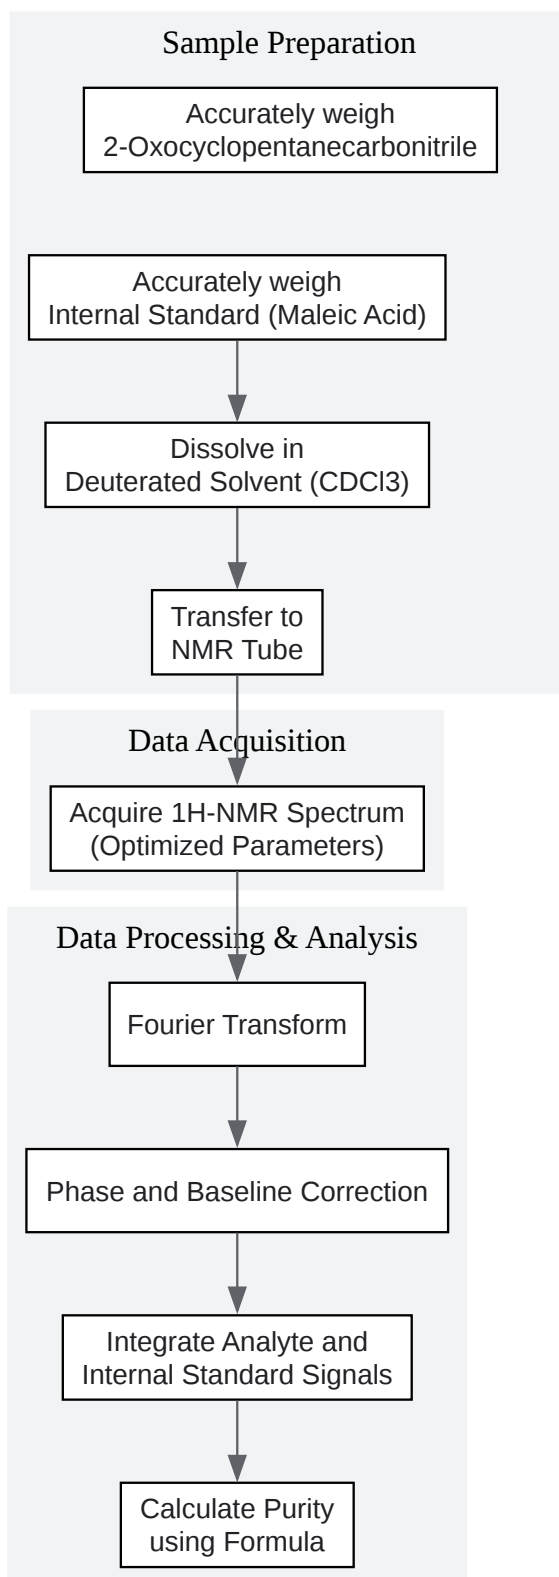 Sample Preparation
Accurately weigh
2-Oxocyclopentanecarbonitrile
Accurately weigh
Internal Standard (Maleic Acid)
Dissolve in
Deuterated Solvent (CDCl3)
Transfer to
NMR Tube
Data Acquisition
Acquire 1H-NMR Spectrum
(Optimized Parameters)
Data Processing & Analysis
Fourier Transform
Phase and Baseline Correction
Integrate Analyte and
Internal Standard Signals
Calculate Purity
using Formula